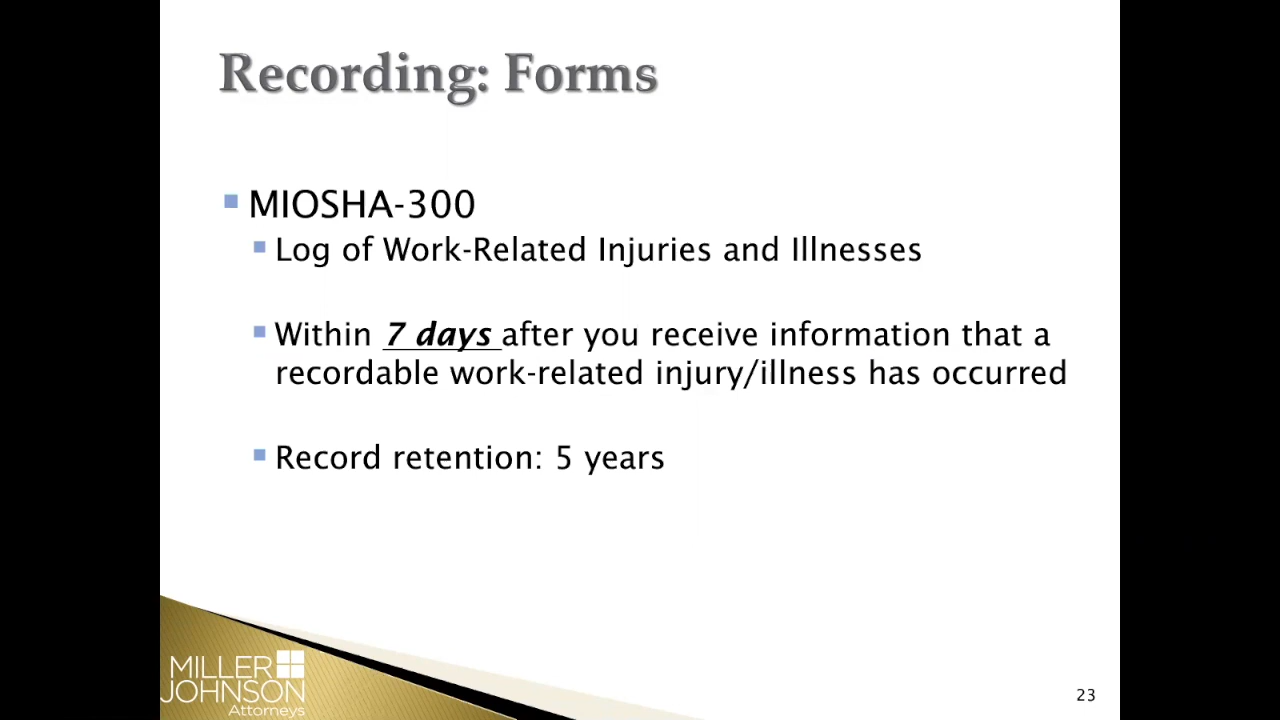 Recording: Forms
MIOSHA-300
Log of Work-Related Injuries and Illnesses
Within 7 days after you receive information that a
recordable work-related injury/illness has occurred
Record retention: 5 years
MILLER
JOHNSON
Attorneys
23